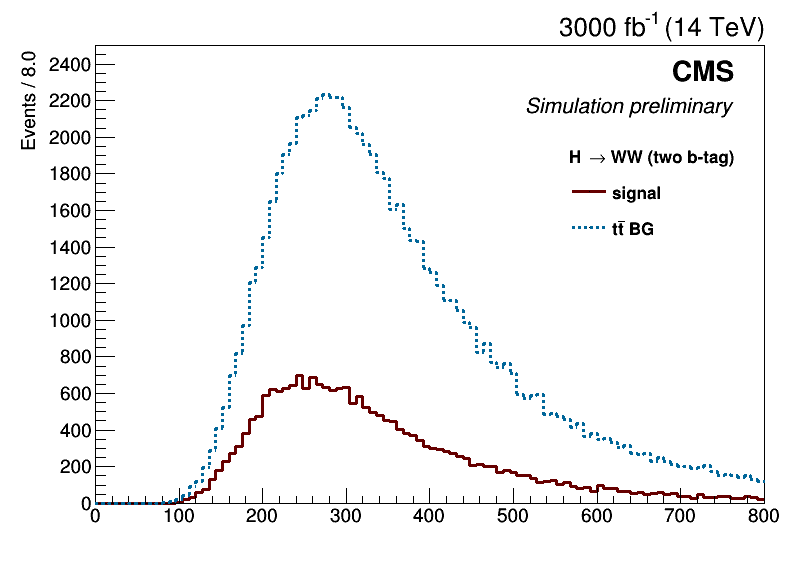 3000 fb⁻¹ (14 TeV)
Events / 8.0
CMS
Simulation preliminary
H → WW (two b-tag)
signal
tt̄ BG
2400
2200
2000
1800
1600
1400
1200
1000
800
600
400
200
0
0 100 200 300 400 500 600 700 800